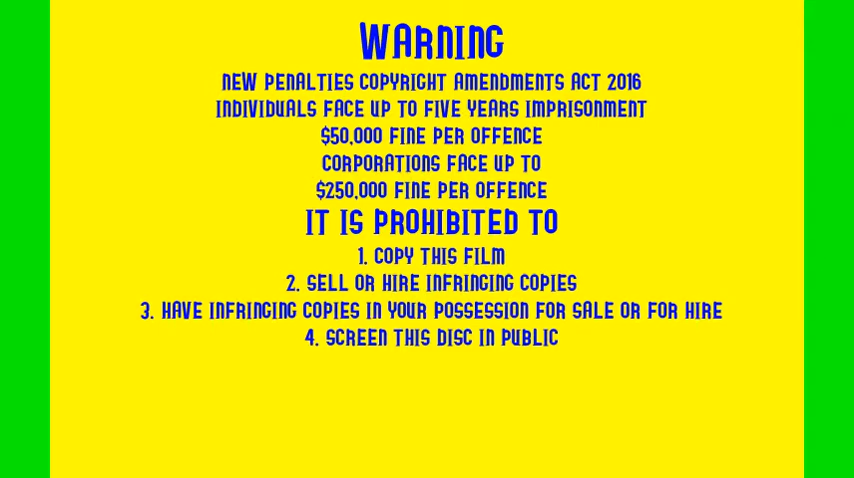 WARNING
NEW PENALTIES COPYRIGHT AMENDMENTS ACT 2016
INDIVIDUALS FACE UP TO FIVE YEARS IMPRISONMENT
$50,000 FINE PER OFFENCE
CORPORATIONS FACE UP TO
$250,000 FINE PER OFFENCE
IT IS PROHIBITED TO
1. COPY THIS FILM
2. SELL OR HIRE INFRINGING COPIES
3. HAVE INFRINGING COPIES IN YOUR POSSESSION FOR SALE OR FOR HIRE
4. SCREEN THIS DISC IN PUBLIC